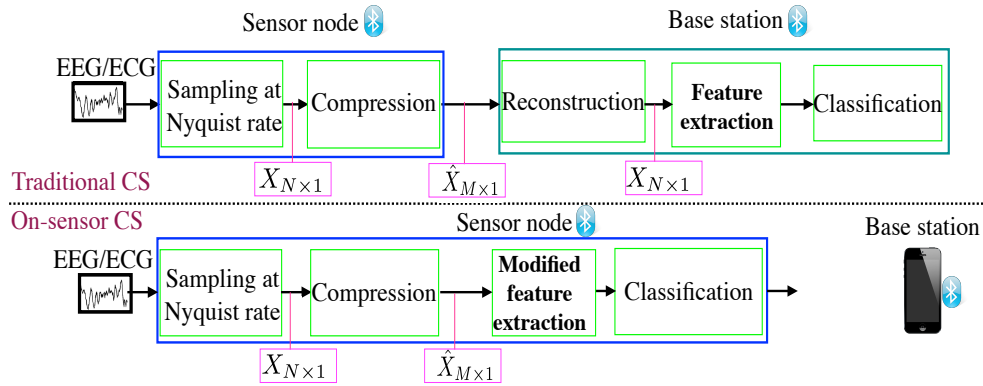 Sensor node
Base station
EEG/ECG
Sampling at
Nyquist rate
Compression
Reconstruction
Feature
extraction
Classification
X_{N×1}
X̂_{M×1}
X_{N×1}
Traditional CS
On-sensor CS
Sensor node
Base station
EEG/ECG
Sampling at
Nyquist rate
Compression
Modified
feature
extraction
Classification
X_{N×1}
X̂_{M×1}